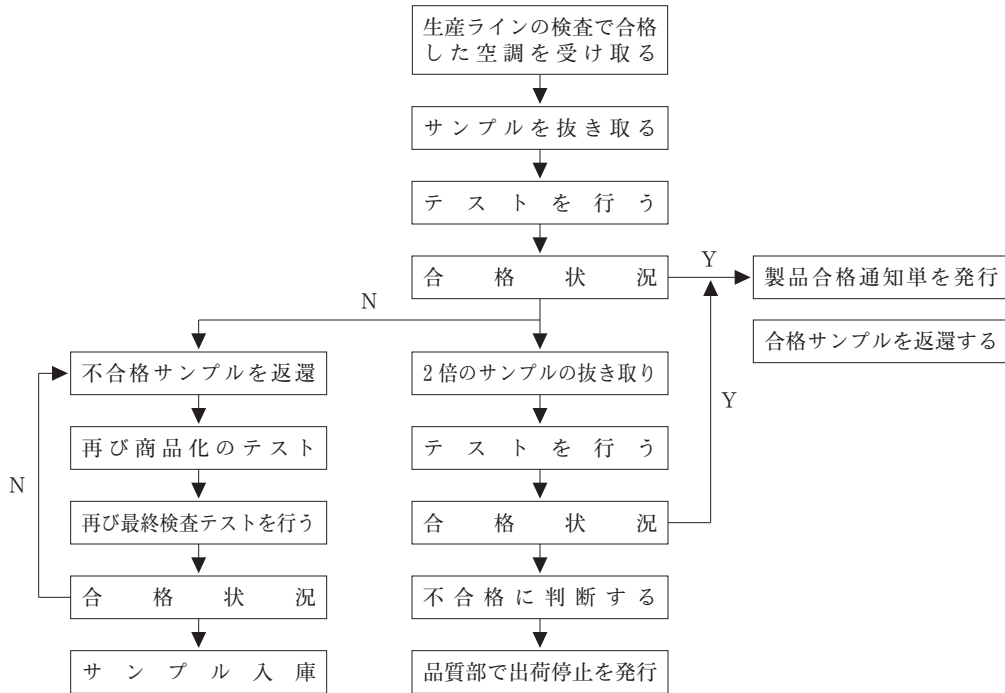 生産ラインの検査で合格
した空調を受け取る
サンプルを抜き取る
テストを行う
合格状況
Y
製品合格通知単を発行
N
合格サンプルを返還する
不合格サンプルを返還
2倍のサンプルの抜き取り
Y
再び商品化のテスト
テストを行う
N
再び最終検査テストを行う
合格状況
合格状況
不合格に判断する
サンプル入庫
品質部で出荷停止を発行